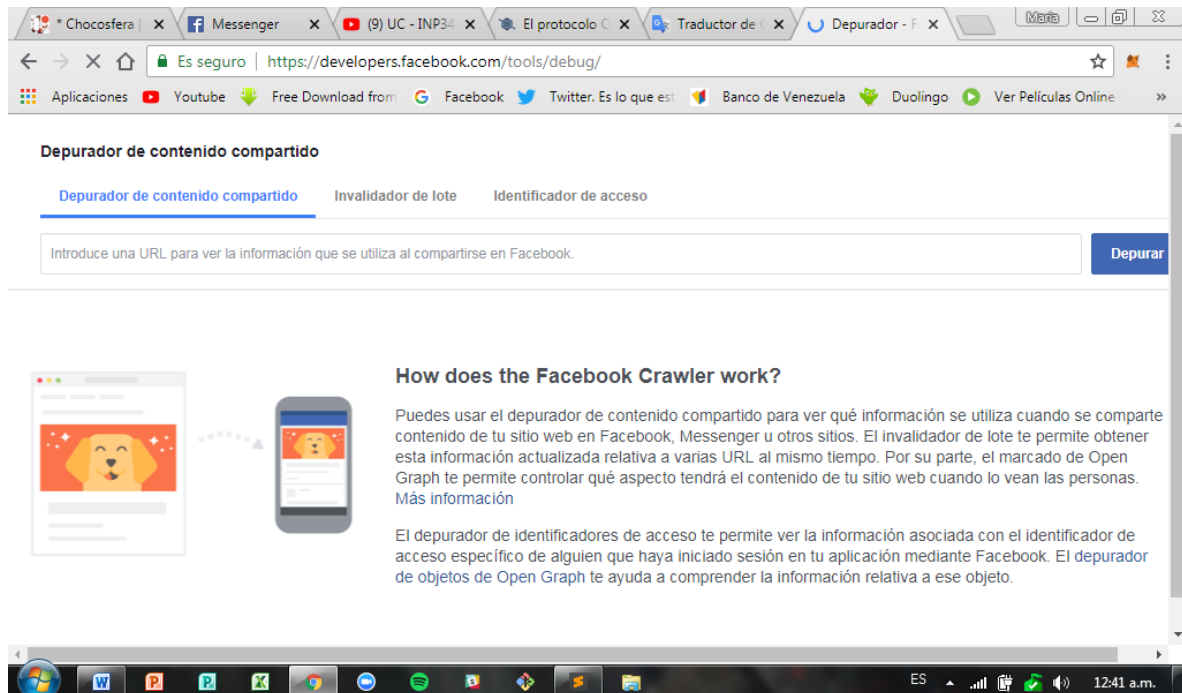 * Chocosfera |
Messenger
(9) UC - INP34
El protocolo O
Traductor de G
Depurador - F
María
Es seguro | https://developers.facebook.com/tools/debug/
Aplicaciones Youtube Free Download from Facebook Twitter. Es lo que est Banco de Venezuela Duolingo Ver Películas Online »
Depurador de contenido compartido
Depurador de contenido compartido Invalidador de lote Identificador de acceso
Introduce una URL para ver la información que se utiliza al compartirse en Facebook. Depurar
How does the Facebook Crawler work?
Puedes usar el depurador de contenido compartido para ver qué información se utiliza cuando se comparte
contenido de tu sitio web en Facebook, Messenger u otros sitios. El invalidador de lote te permite obtener
esta información actualizada relativa a varias URL al mismo tiempo. Por su parte, el marcado de Open
Graph te permite controlar qué aspecto tendrá el contenido de tu sitio web cuando lo vean las personas.
Más información
El depurador de identificadores de acceso te permite ver la información asociada con el identificador de
acceso específico de alguien que haya iniciado sesión en tu aplicación mediante Facebook. El depurador
de objetos de Open Graph te ayuda a comprender la información relativa a ese objeto.
ES 12:41 a.m.